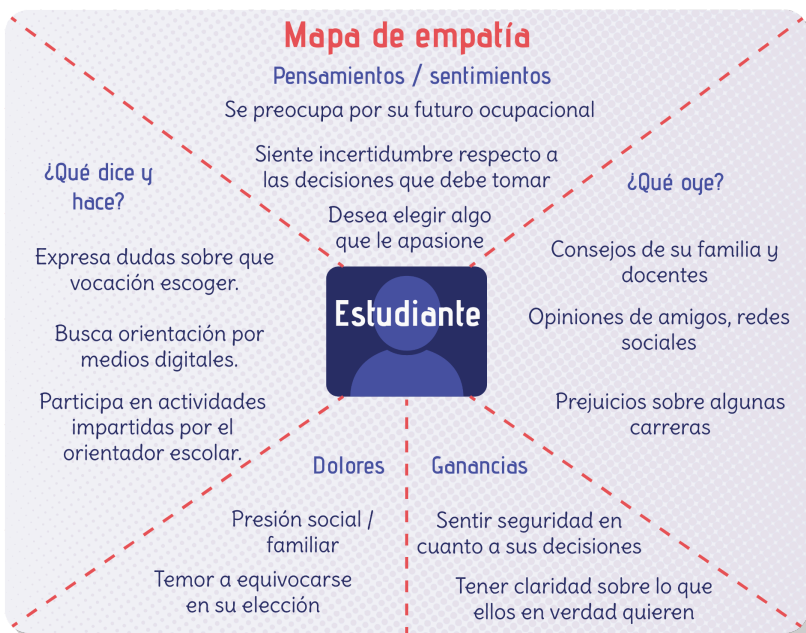 Mapa de empatía
Pensamientos / sentimientos
Se preocupa por su futuro ocupacional
Siente incertidumbre respecto a
las decisiones que debe tomar
Desea elegir algo
que le apasione
¿Qué dice y
hace?
Expresa dudas sobre que
vocación escoger.
Busca orientación por
medios digitales.
Participa en actividades
impartidas por el
orientador escolar.
Estudiante
¿Qué oye?
Consejos de su familia y
docentes
Opiniones de amigos, redes
sociales
Prejuicios sobre algunas
carreras
Dolores
Presión social /
familiar
Temor a equivocarse
en su elección
Ganancias
Sentir seguridad en
cuanto a sus decisiones
Tener claridad sobre lo que
ellos en verdad quieren